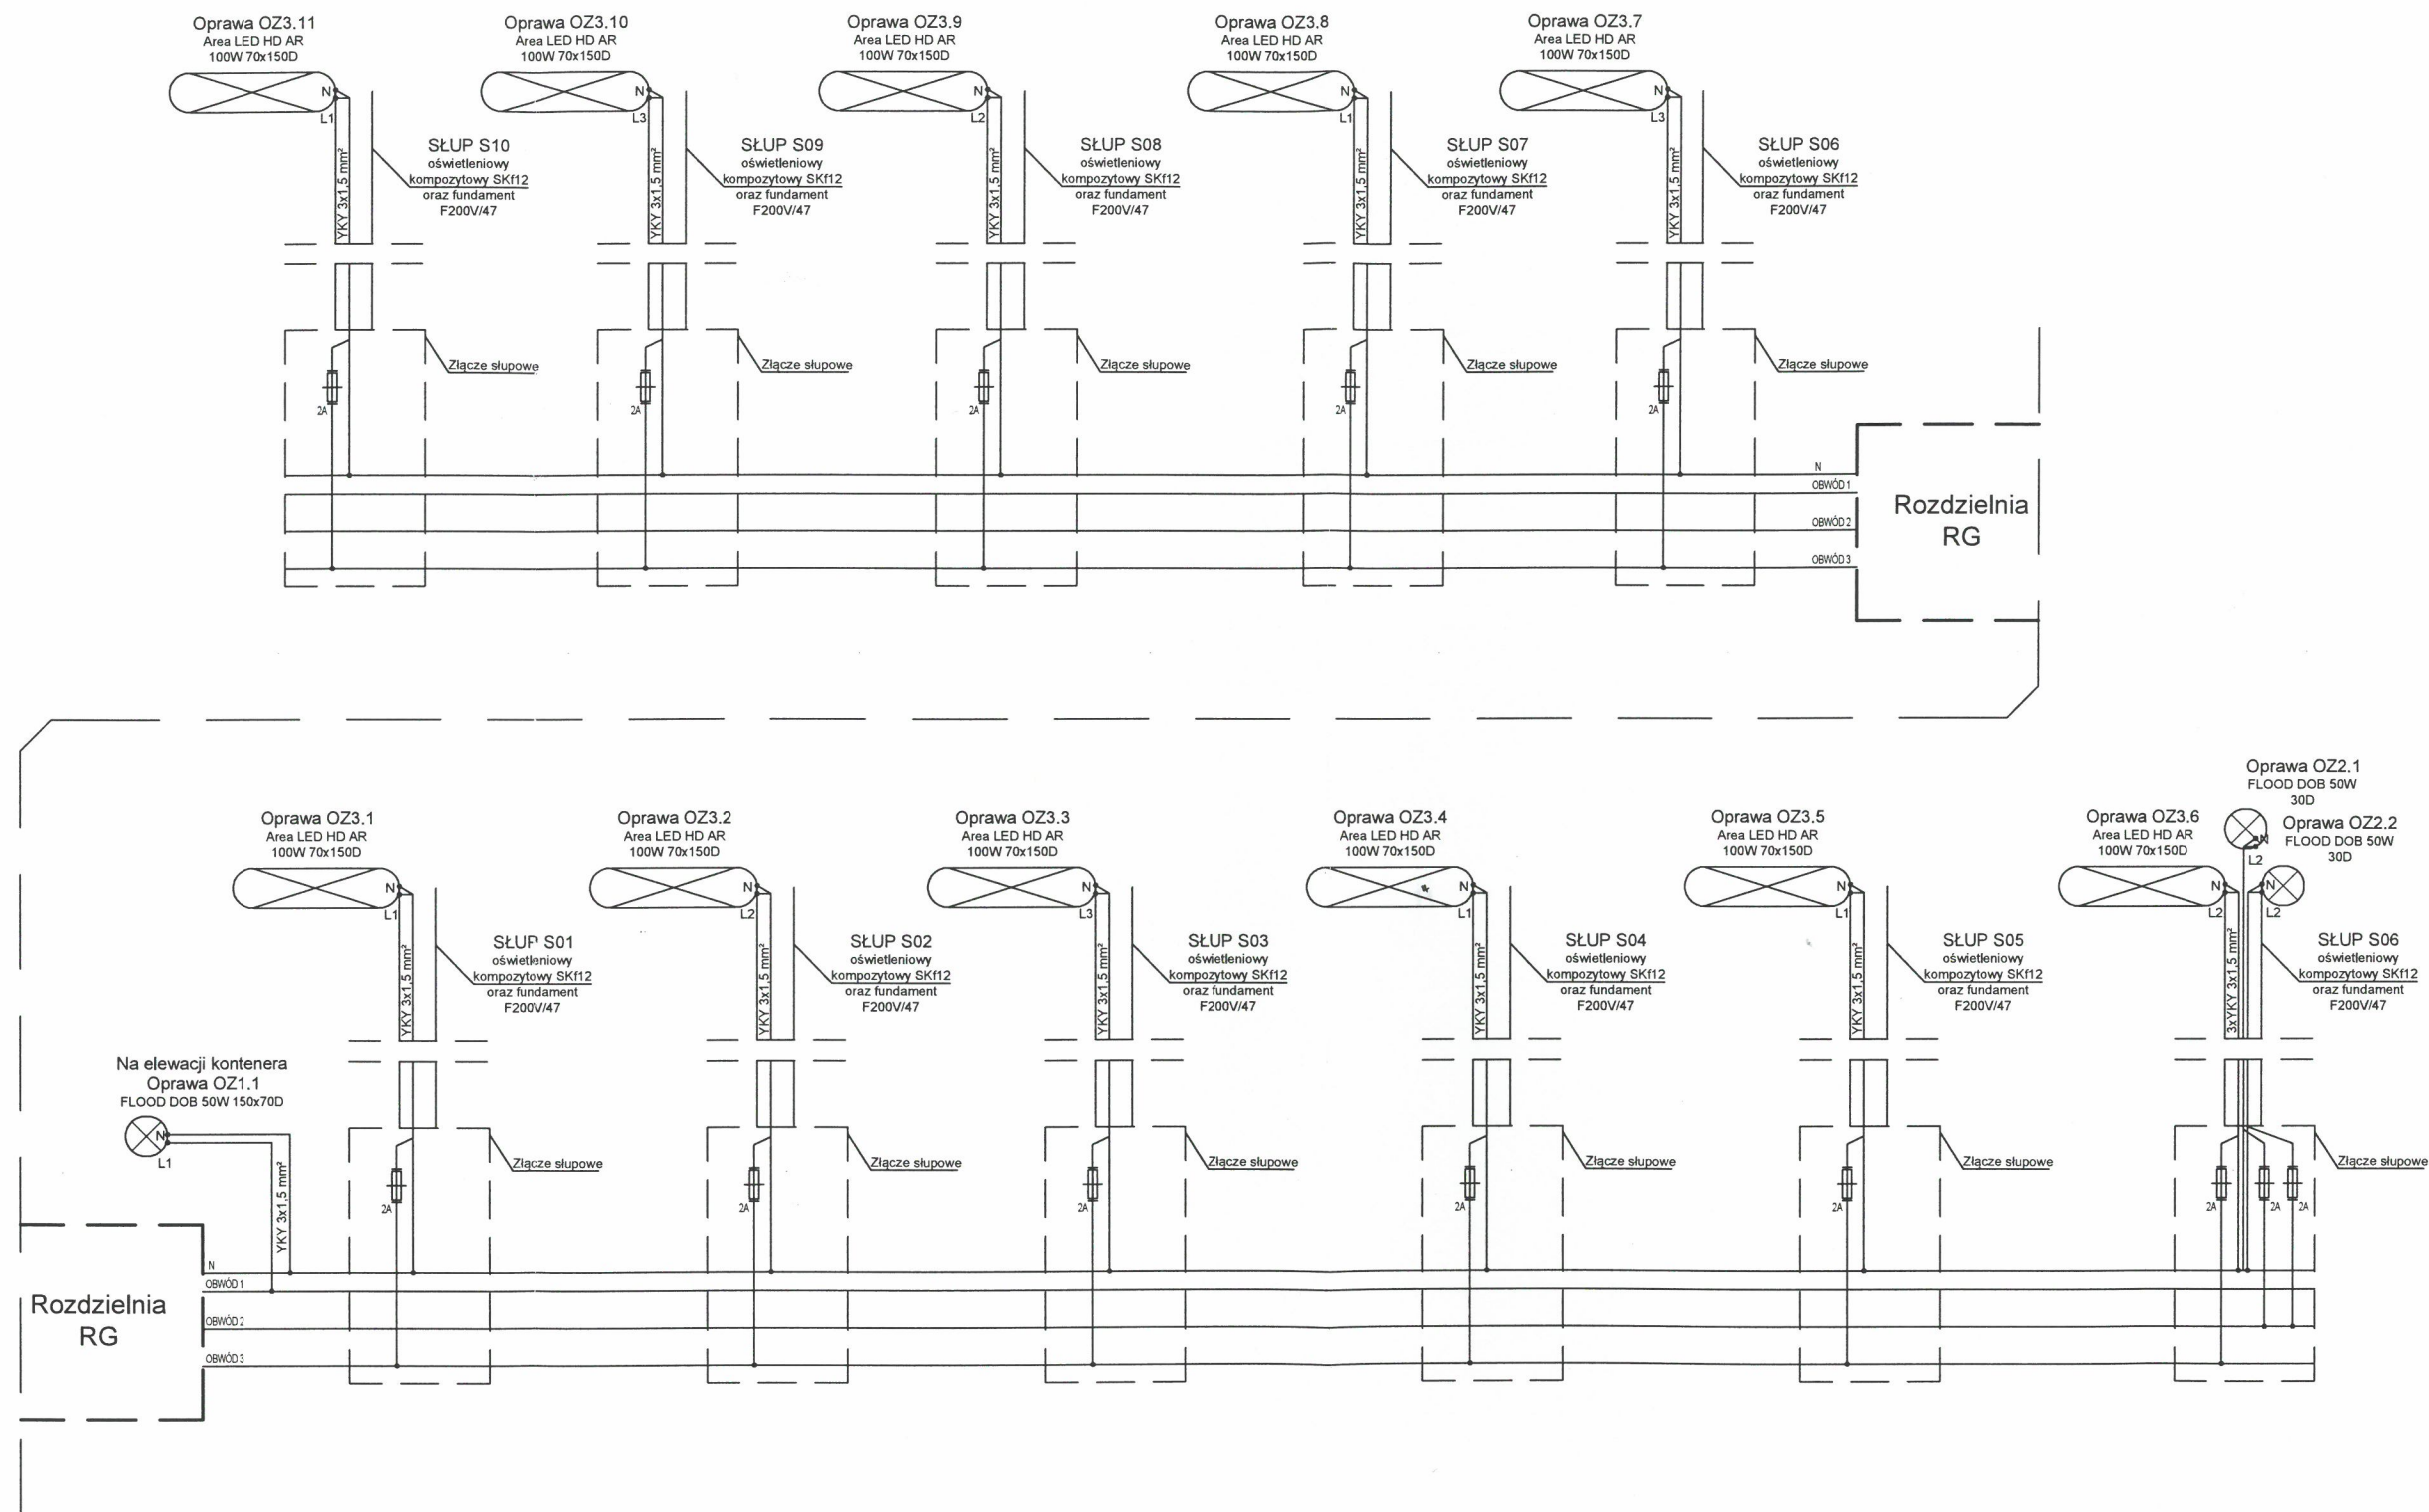 Oprawa OZ3.11
Area LED HD AR
100W 70x150D
N
L1
YKY 3x1,5 mm²
SŁUP S10
oświetleniowy
kompozytowy SKf12
oraz fundament
F200V/47
Złącze słupowe
2A
Oprawa OZ3.10
Area LED HD AR
100W 70x150D
N
L3
YKY 3x1,5 mm²
SŁUP S09
oświetleniowy
kompozytowy SKf12
oraz fundament
F200V/47
Złącze słupowe
2A
Oprawa OZ3.9
Area LED HD AR
100W 70x150D
N
L2
YKY 3x1,5 mm²
SŁUP S08
oświetleniowy
kompozytowy SKf12
oraz fundament
F200V/47
Złącze słupowe
2A
Oprawa OZ3.8
Area LED HD AR
100W 70x150D
N
L1
YKY 3x1,5 mm²
SŁUP S07
oświetleniowy
kompozytowy SKf12
oraz fundament
F200V/47
Złącze słupowe
2A
Oprawa OZ3.7
Area LED HD AR
100W 70x150D
N
L3
YKY 3x1,5 mm²
SŁUP S06
oświetleniowy
kompozytowy SKf12
oraz fundament
F200V/47
Złącze słupowe
2A
N
OBWÓD 1
OBWÓD 2
OBWÓD 3
Rozdzielnia
RG
Na elewacji kontenera
Oprawa OZ1.1
FLOOD DOB 50W 150x70D
N
L1
YKY 3x1,5 mm²
Rozdzielnia
RG
N
OBWÓD 1
OBWÓD 2
OBWÓD 3
Oprawa OZ3.1
Area LED HD AR
100W 70x150D
N
L1
YKY 3x1,5 mm²
SŁUP S01
oświetleniowy
kompozytowy SKf12
oraz fundament
F200V/47
Złącze słupowe
2A
Oprawa OZ3.2
Area LED HD AR
100W 70x150D
N
L2
YKY 3x1,5 mm²
SŁUP S02
oświetleniowy
kompozytowy SKf12
oraz fundament
F200V/47
Złącze słupowe
2A
Oprawa OZ3.3
Area LED HD AR
100W 70x150D
N
L3
YKY 3x1,5 mm²
SŁUP S03
oświetleniowy
kompozytowy SKf12
oraz fundament
F200V/47
Złącze słupowe
2A
Oprawa OZ3.4
Area LED HD AR
100W 70x150D
N
L1
YKY 3x1,5 mm²
SŁUP S04
oświetleniowy
kompozytowy SKf12
oraz fundament
F200V/47
Złącze słupowe
2A
Oprawa OZ3.5
Area LED HD AR
100W 70x150D
N
L1
YKY 3x1,5 mm²
SŁUP S05
oświetleniowy
kompozytowy SKf12
oraz fundament
F200V/47
Złącze słupowe
2A
Oprawa OZ3.6
Area LED HD AR
100W 70x150D
N
L2
3xYKY 3x1,5 mm²
Oprawa OZ2.1
FLOOD DOB 50W
30D
N
L2
Oprawa OZ2.2
FLOOD DOB 50W
30D
N
L2
SŁUP S06
oświetleniowy
kompozytowy SKf12
oraz fundament
F200V/47
Złącze słupowe
2A
2A
2A